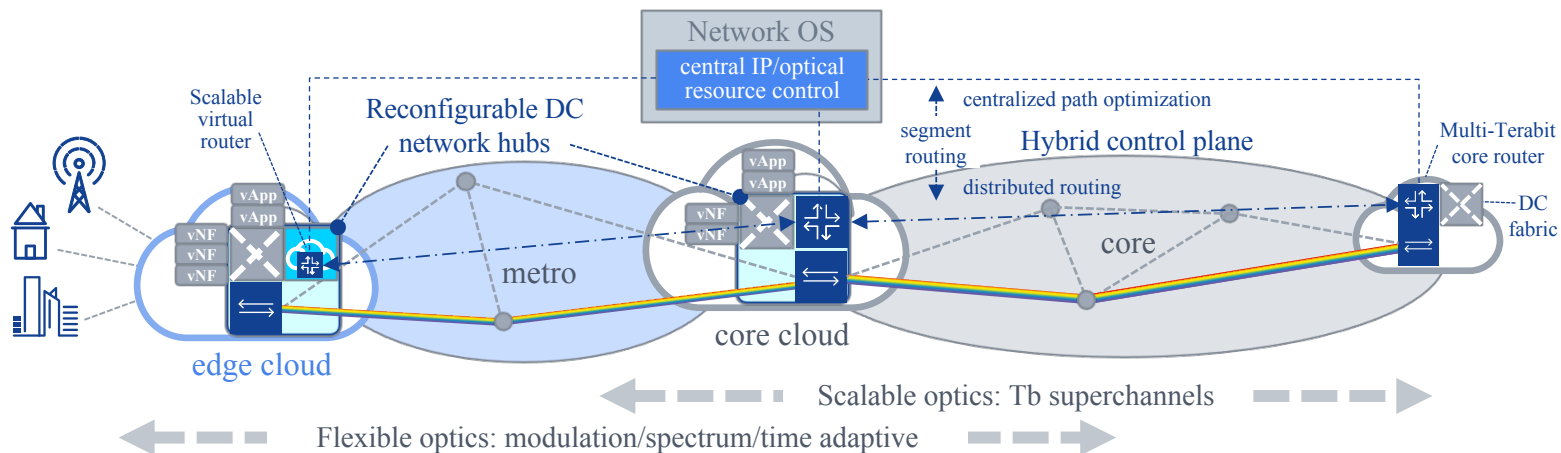 Network OS
central IP/optical
resource control
Scalable
virtual
router
Reconfigurable DC
network hubs
centralized path optimization
segment
routing
distributed routing
Hybrid control plane
Multi-Terabit
core router
DC
fabric
vApp
vApp
vNF
vNF
vNF
vApp
vApp
vNF
vNF
metro
core
edge cloud
core cloud
Scalable optics: Tb superchannels
Flexible optics: modulation/spectrum/time adaptive